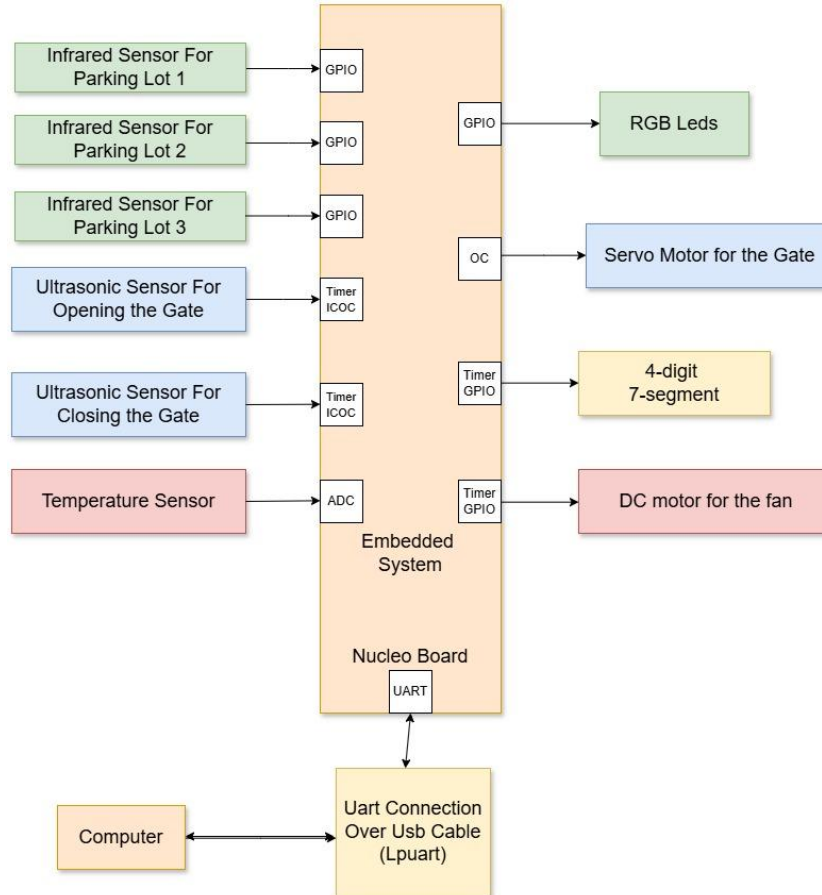 Infrared Sensor For
Parking Lot 1
GPIO
Infrared Sensor For
Parking Lot 2
GPIO
Infrared Sensor For
Parking Lot 3
GPIO
Ultrasonic Sensor For
Opening the Gate
Timer
ICOC
Ultrasonic Sensor For
Closing the Gate
Timer
ICOC
Temperature Sensor
ADC
GPIO
RGB Leds
OC
Servo Motor for the Gate
Timer
GPIO
4-digit
7-segment
Timer
GPIO
DC motor for the fan
Embedded
System
Nucleo Board
UART
Uart Connection
Over Usb Cable
(Lpuart)
Computer